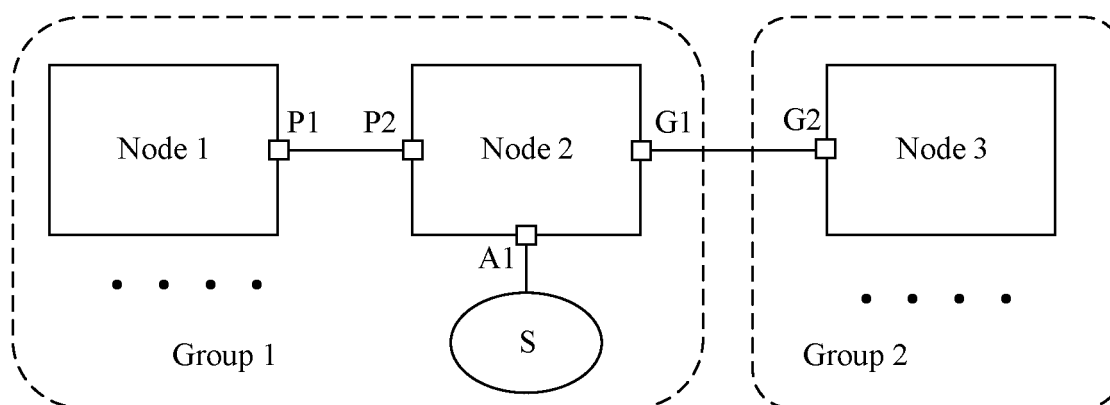 P1 P2 G1 G2
Node 1 Node 2 Node 3
A1
S
Group 1 Group 2